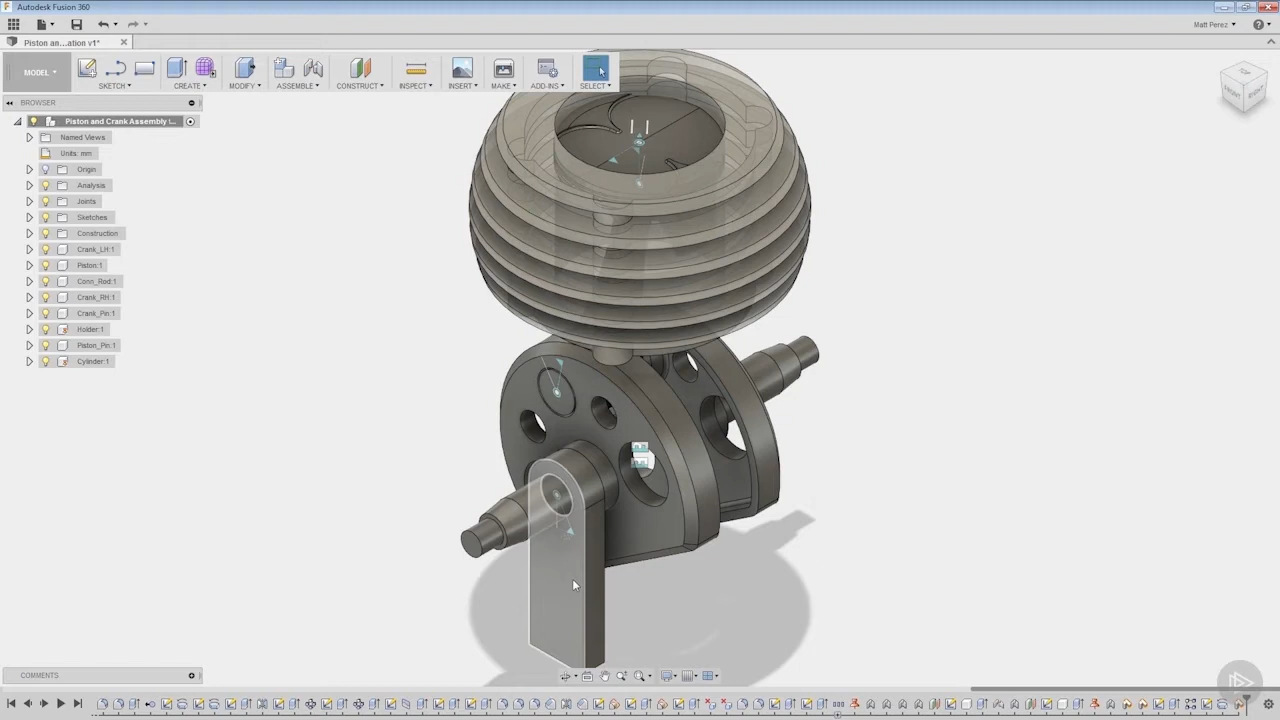 Autodesk Fusion 360
Matt Perez
Piston an...ation v1*
MODEL
SKETCH
CREATE
MODIFY
ASSEMBLE
CONSTRUCT
INSPECT
INSERT
MAKE
ADD-INS
SELECT
BROWSER
Piston and Crank Assembly
Named Views
Units: mm
Origin
Analysis
Joints
Sketches
Construction
Crank_LH:1
Piston:1
Conn_Rod:1
Crank_RH:1
Crank_Pin:1
Holder:1
Piston_Pin:1
Cylinder:1
FRONT
RIGHT
COMMENTS